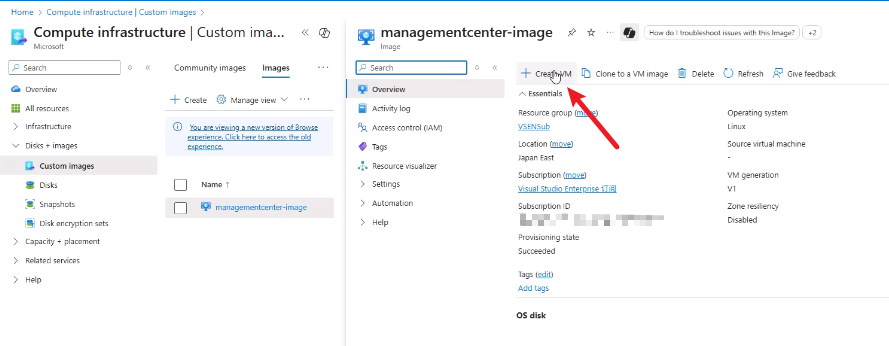 Home > Compute infrastructure | Custom images >
Compute infrastructure | Custom ima...
Microsoft
Search
Overview
All resources
Infrastructure
Disks + images
Custom images
Disks
Snapshots
Disk encryption sets
Capacity + placement
Related services
Help
Community images Images
Create Manage view
You are viewing a new version of Browse
experience. Click here to access the old
experience.
Name ↑
managementcenter-image
managementcenter-image
Image
How do I troubleshoot issues with this Image? +2
Search
Overview
Activity log
Access control (IAM)
Tags
Resource visualizer
Settings
Automation
Help
Create VM Clone to a VM image Delete Refresh Give feedback
Essentials
Resource group (move)
VSENSub
Location (move)
Japan East
Subscription (move)
Visual Studio Enterprise 订阅
Subscription ID
Provisioning state
Succeeded
Operating system
Linux
Source virtual machine
-
VM generation
V1
Zone resiliency
Disabled
Tags (edit)
Add tags
OS disk